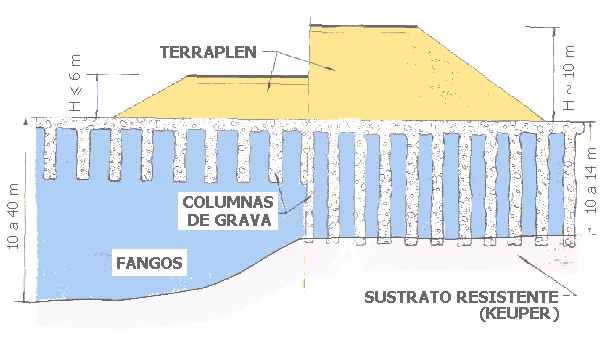 TERRAPLEN
H ≤ 6 m
H ~ 10 m
10 a 40 m
10 a 14 m
COLUMNAS
DE GRAVA
FANGOS
SUSTRATO RESISTENTE
(KEUPER)